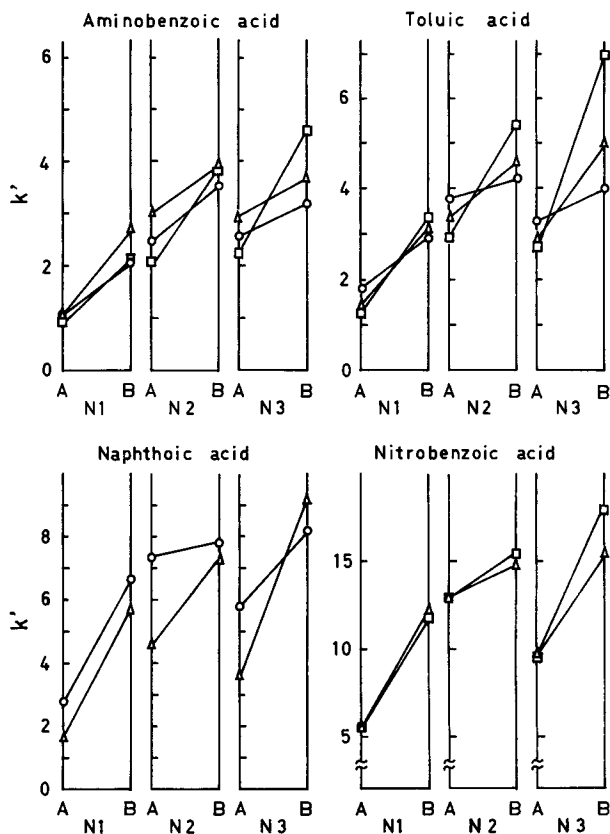 Aminobenzoic acid
Toluic acid
k'
6
4
2
0
6
4
2
0
A B A B A B
N1 N2 N3
A B A B A B
N1 N2 N3
Naphthoic acid
Nitrobenzoic acid
k'
8
6
4
2
0
15
10
5
A B A B A B
N1 N2 N3
A B A B A B
N1 N2 N3